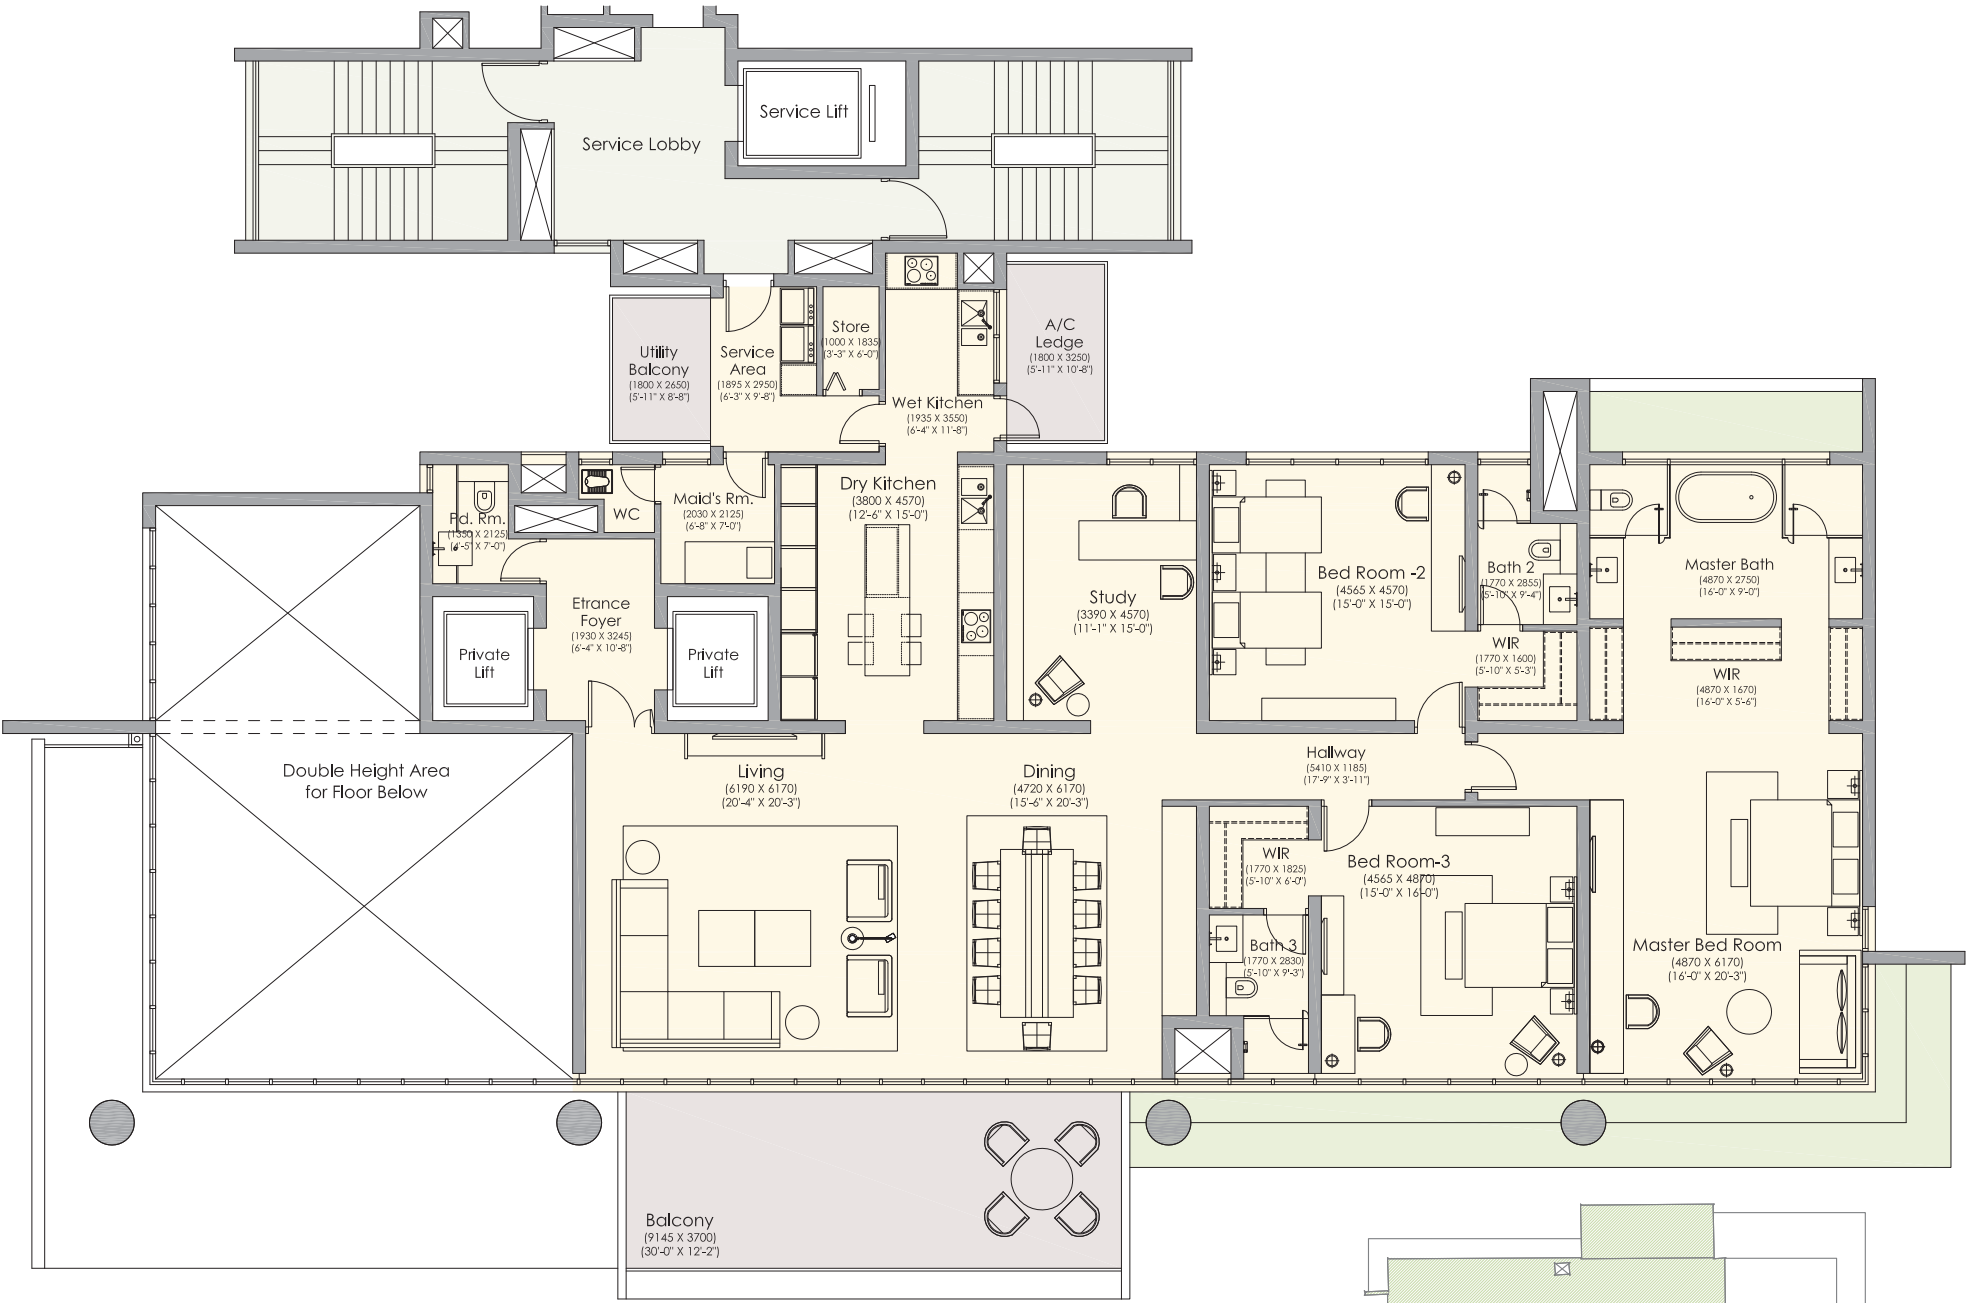 Service Lift
Service Lobby
Utility
Balcony
(1800 X 2650)
(5'-11" X 8'-8")
Service
Area
(1895 X 2950)
(6'-3" X 9'-8")
Store
(1000 X 1835)
(3'-3" X 6'-0")
A/C
Ledge
(1800 X 3250)
(5'-11" X 10'-8")
Wet Kitchen
(1935 X 3550)
(6'-4" X 11'-8")
Pd. Rm.
(1350 X 2125)
(4'-5" X 7'-0")
WC
Maid's Rm.
(2030 X 2125)
(6'-8" X 7'-0")
Dry Kitchen
(3800 X 4570)
(12'-6" X 15'-0")
Etrance
Foyer
(1930 X 3245)
(6'-4" X 10'-8")
Private
Lift
Private
Lift
Study
(3390 X 4570)
(11'-1" X 15'-0")
Bed Room -2
(4565 X 4570)
(15'-0" X 15'-0")
Bath 2
(1770 X 2855)
(5'-10" X 9'-4")
WIR
(1770 X 1600)
(5'-10" X 5'-3")
Master Bath
(4870 X 2750)
(16'-0" X 9'-0")
WIR
(4870 X 1670)
(16'-0" X 5'-6")
Double Height Area
for Floor Below
Living
(6190 X 6170)
(20'-4" X 20'-3")
Dining
(4720 X 6170)
(15'-6" X 20'-3")
Hallway
(5410 X 1185)
(17'-9" X 3'-11")
WIR
(1770 X 1825)
(5'-10" X 6'-0")
Bed Room-3
(4565 X 4870)
(15'-0" X 16'-0")
Bath 3
(1770 X 2830)
(5'-10" X 9'-3")
Master Bed Room
(4870 X 6170)
(16'-0" X 20'-3")
Balcony
(9145 X 3700)
(30'-0" X 12'-2")